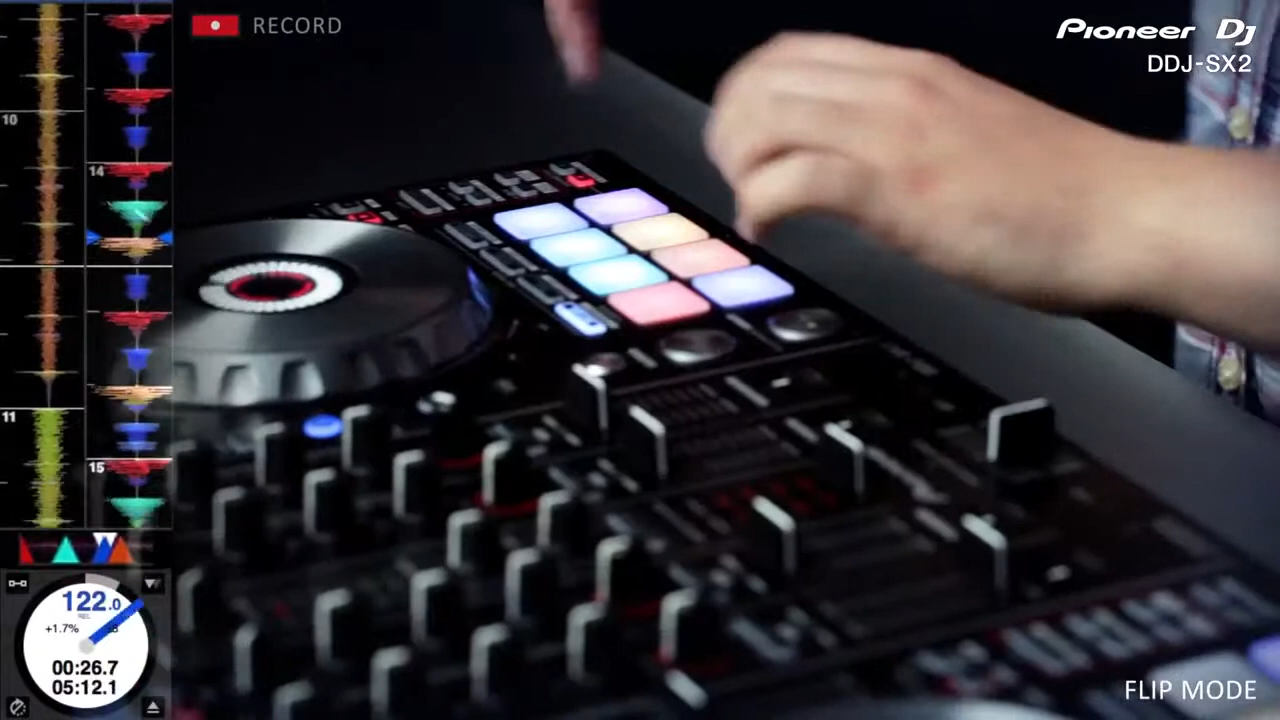 RECORD
Pioneer Dj
DDJ-SX2
10
14
11
15
122.0
+1.7%
00:26.7
05:12.1
FLIP MODE